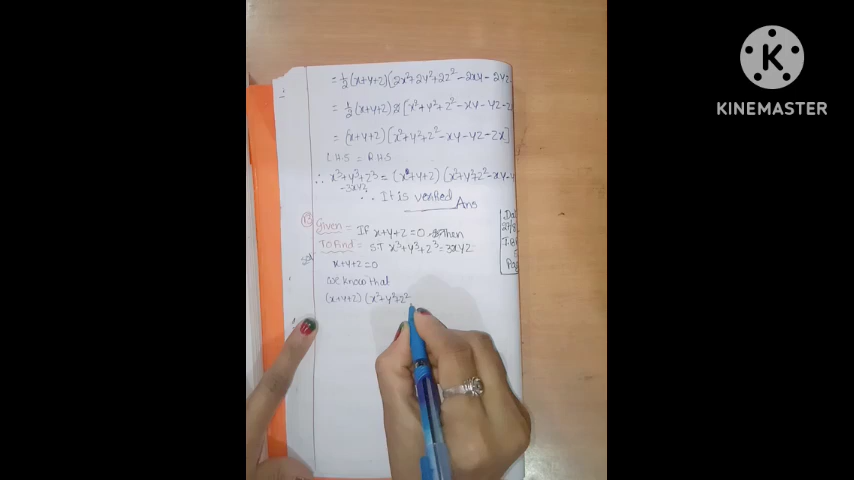 = 1/2 (x+y+z) (2x²+2y²+2z²-2xy-2yz
= 1/2 (x+y+z) 2 [x²+y²+z²-xy-yz-z
= (x+y+z) [x²+y²+z²-xy-yz-zx]
L.H.S = R.H.S
∴ x³+y³+z³ = (x+y+z) (x²+y²+z²-xy-y
-3xyz
∴ It is verified Ans
13 Given = If x+y+z=0 Then
To Find = ST x³+y³+z³=3xyz
Sol x+y+z=0
We know that
(x+y+z) (x²+y²+z²
KINEMASTER